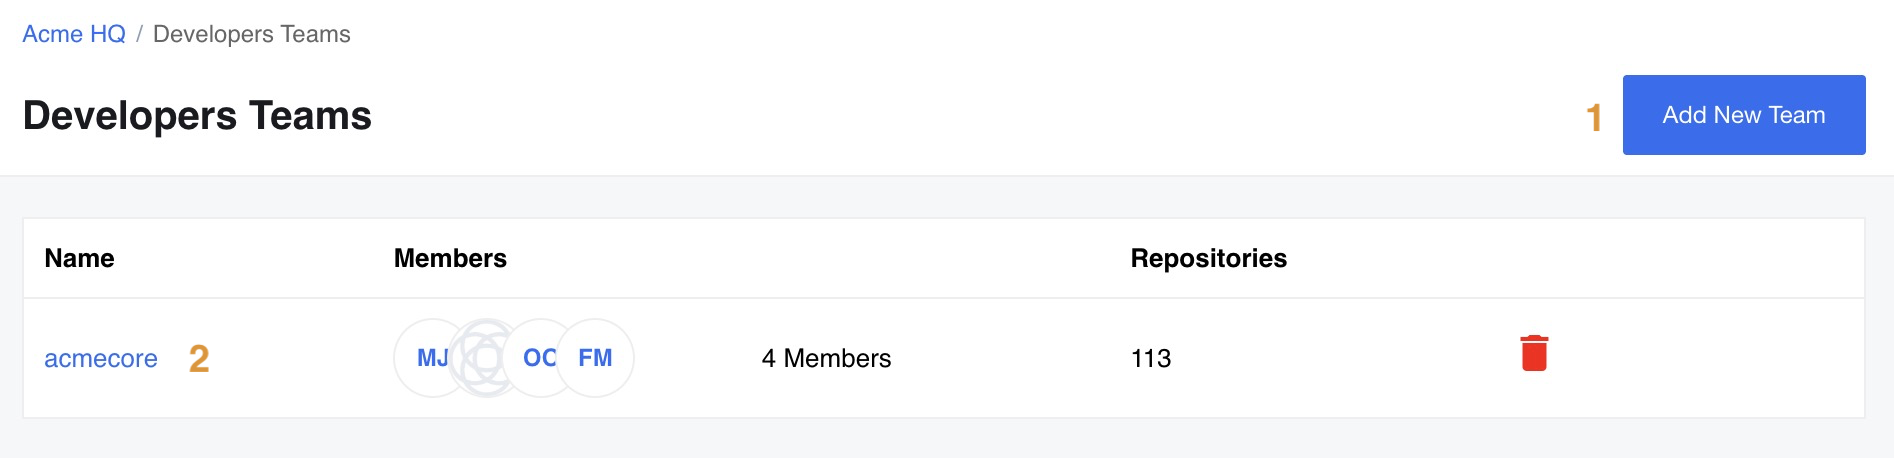 Acme HQ / Developers Teams
Developers Teams
1 Add New Team
Name Members Repositories
acmecore 2 MJ OC FM 4 Members 113